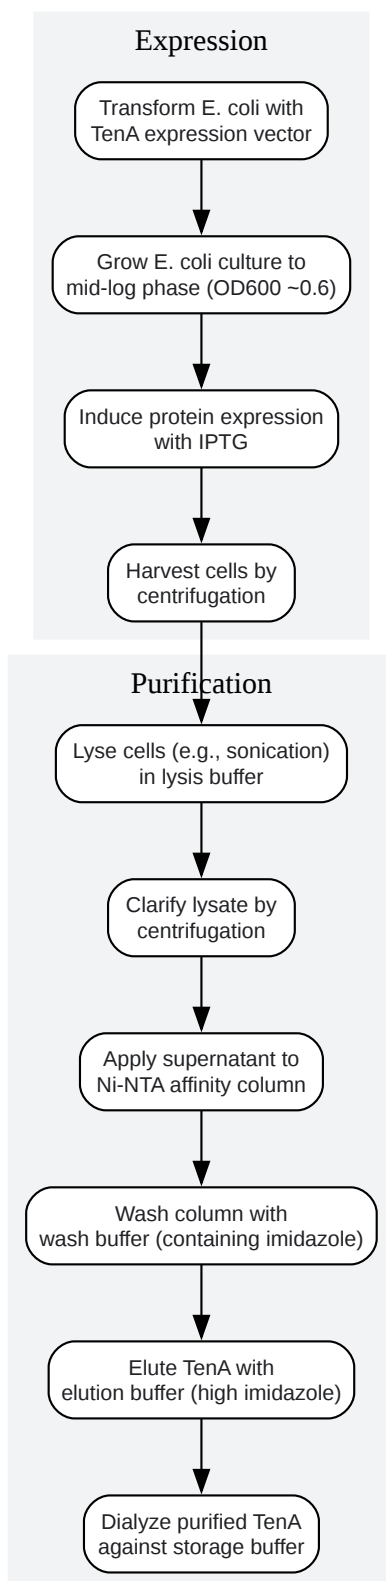 Expression
Transform E. coli with
TenA expression vector
Grow E. coli culture to
mid-log phase (OD600 ~0.6)
Induce protein expression
with IPTG
Harvest cells by
centrifugation
Purification
Lyse cells (e.g., sonication)
in lysis buffer
Clarify lysate by
centrifugation
Apply supernatant to
Ni-NTA affinity column
Wash column with
wash buffer (containing imidazole)
Elute TenA with
elution buffer (high imidazole)
Dialyze purified TenA
against storage buffer